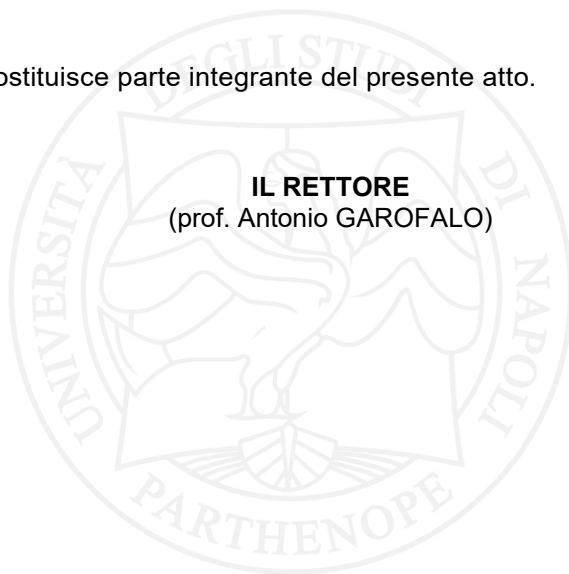 ostituisce parte integrante del presente atto.
IL RETTORE
(prof. Antonio GAROFALO)
UNIVERSITÀ DEGLI STUDI DI NAPOLI
PARTHENOPE